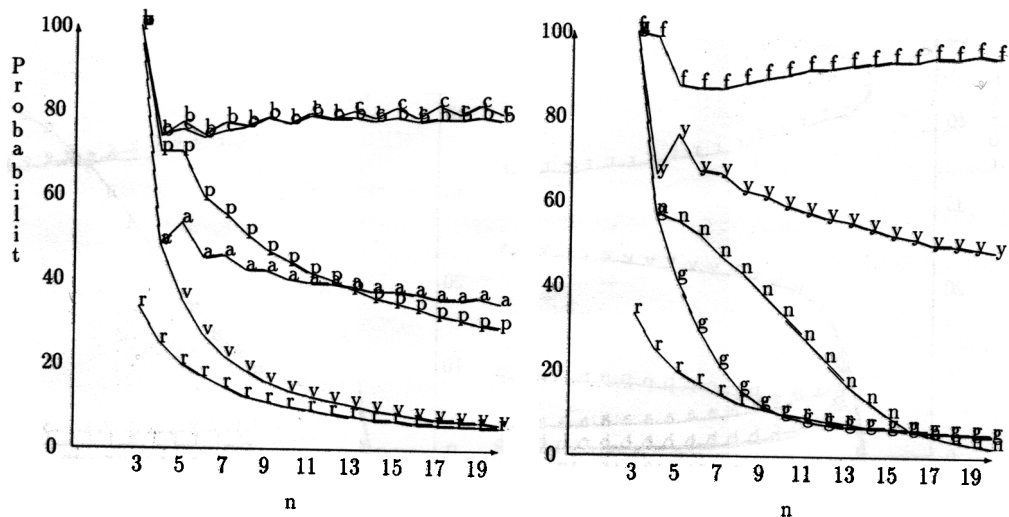 100
80
60
40
20
0
Probabilit
3 5 7 9 11 13 15 17 19
n
b b b b b b b b b b b c b c b c b c b
p p p p p p p p p p p p p p p p
a a a a a a a a a a a a a a a a
v v v v v v v v v v v v v v v
r r r r r r r r r
100
80
60
40
20
0
3 5 7 9 11 13 15 17 19
n
f f f f f f f f f f f f f f f f
y y y y y y y y y y y y y y y y
n n n n n n n n n n n
g g g g g g g g g g g g
r r r r r